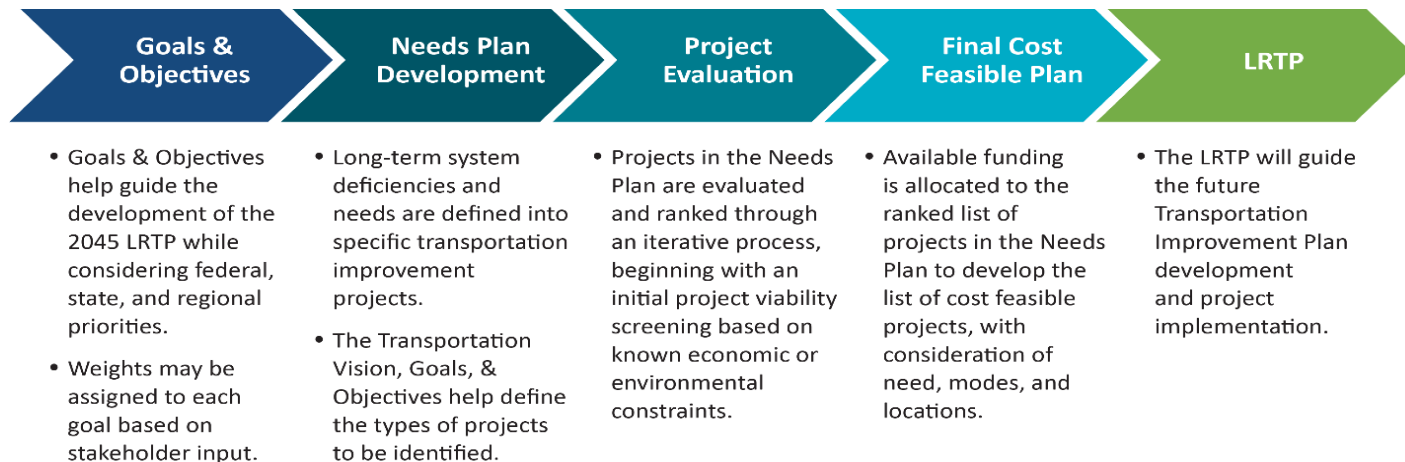 Goals &
Objectives
Needs Plan
Development
Project
Evaluation
Final Cost
Feasible Plan
LRTP
• Goals & Objectives
help guide the
development of the
2045 LRTP while
considering federal,
state, and regional
priorities.
• Weights may be
assigned to each
goal based on
stakeholder input.
• Long-term system
deficiencies and
needs are defined into
specific transportation
improvement
projects.
• The Transportation
Vision, Goals, &
Objectives help define
the types of projects
to be identified.
• Projects in the Needs
Plan are evaluated
and ranked through
an iterative process,
beginning with an
initial project viability
screening based on
known economic or
environmental
constraints.
• Available funding
is allocated to the
ranked list of
projects in the Needs
Plan to develop the
list of cost feasible
projects, with
consideration of
need, modes, and
locations.
• The LRTP will guide
the future
Transportation
Improvement Plan
development
and project
implementation.